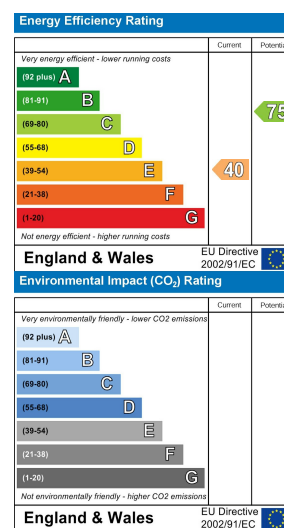 Energy Efficiency Rating
Current Potenti
Very energy efficient - lower running costs
(92 plus) A
(81-91) B
75
(69-80) C
(55-68) D
(39-54) E 40
(21-38) F
(1-20) G
Not energy efficient - higher running costs
England & Wales EU Directive 2002/91/EC
Environmental Impact (CO₂) Rating
Current Potenti
Very environmentally friendly - lower CO2 emissions
(92 plus) A
(81-91) B
(69-80) C
(55-68) D
(39-54) E
(21-38) F
(1-20) G
Not environmentally friendly - higher CO2 emissions
England & Wales EU Directive 2002/91/EC